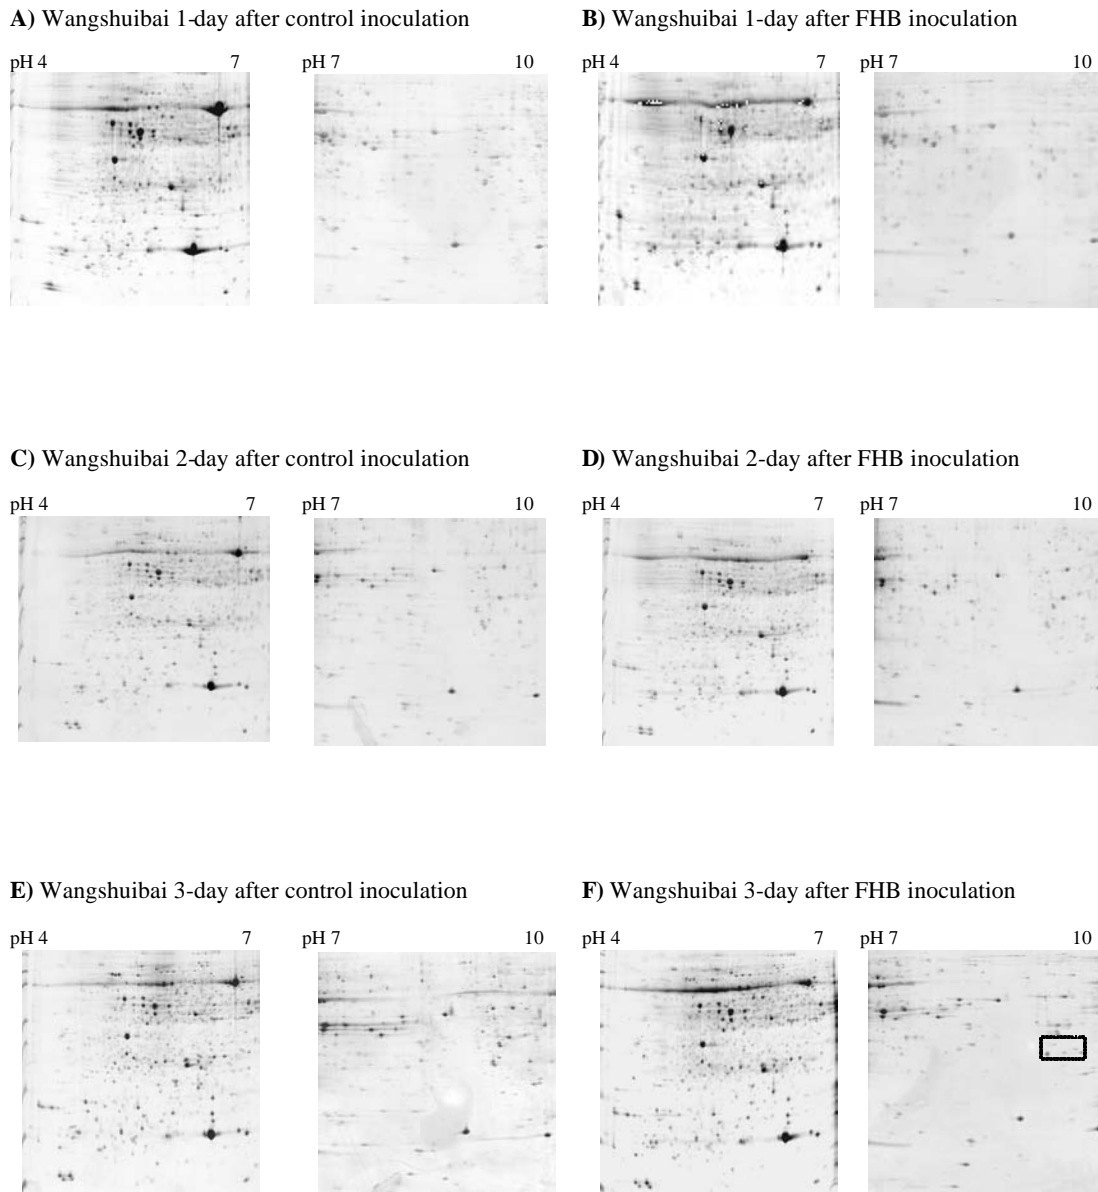 A) Wangshuibai 1-day after control inoculation
B) Wangshuibai 1-day after FHB inoculation
pH 4 7 pH 7 10
pH 4 7 pH 7 10
C) Wangshuibai 2-day after control inoculation
D) Wangshuibai 2-day after FHB inoculation
pH 4 7 pH 7 10
pH 4 7 pH 7 10
E) Wangshuibai 3-day after control inoculation
F) Wangshuibai 3-day after FHB inoculation
pH 4 7 pH 7 10
pH 4 7 pH 7 10